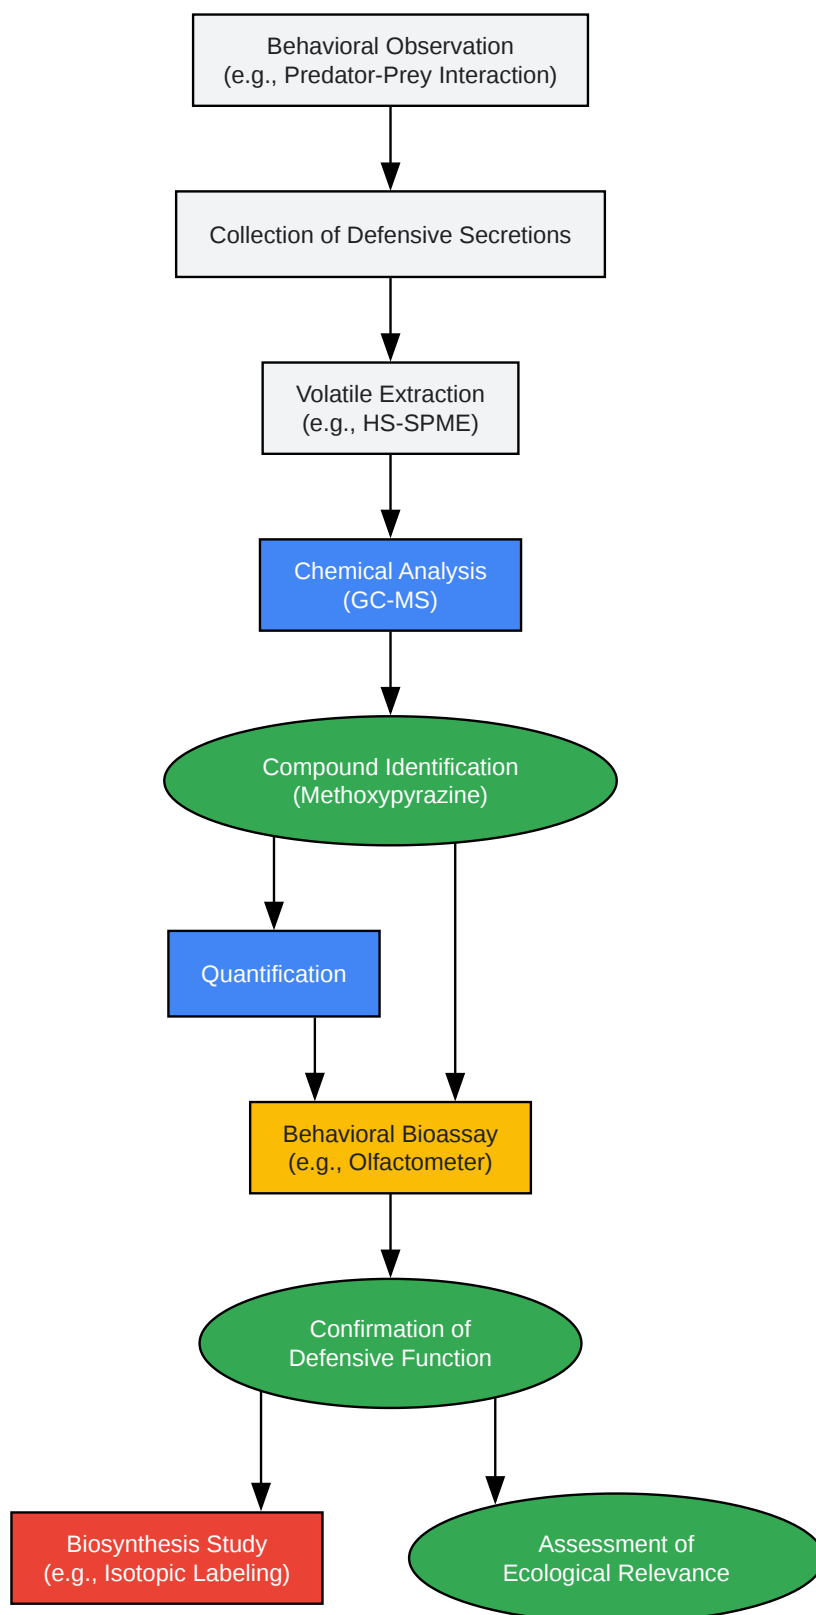 Behavioral Observation
(e.g., Predator-Prey Interaction)
Collection of Defensive Secretions
Volatile Extraction
(e.g., HS-SPME)
Chemical Analysis
(GC-MS)
Compound Identification
(Methoxypyrazine)
Quantification
Behavioral Bioassay
(e.g., Olfactometer)
Confirmation of
Defensive Function
Biosynthesis Study
(e.g., Isotopic Labeling)
Assessment of
Ecological Relevance